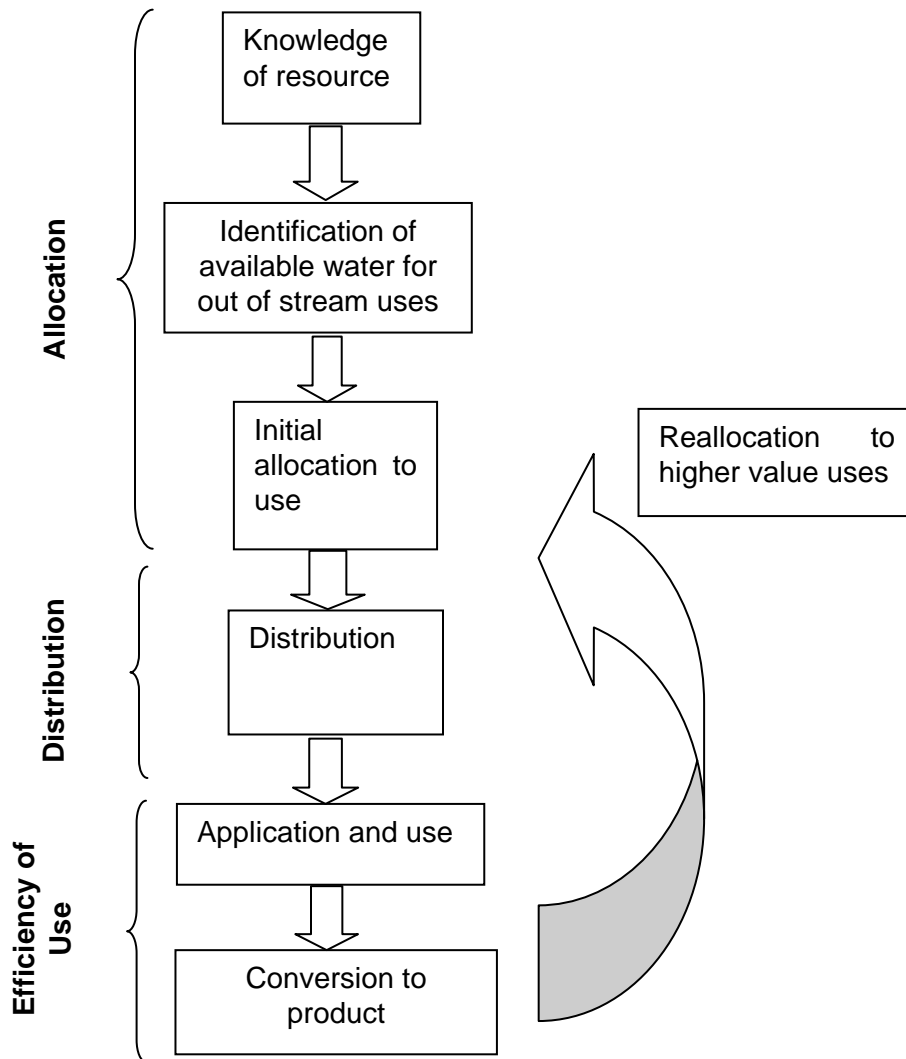 Allocation
Knowledge
of resource
Identification of
available water for
out of stream uses
Initial
allocation to
use
Reallocation to
higher value uses
Distribution
Distribution
Efficiency of
Use
Application and use
Conversion to
product